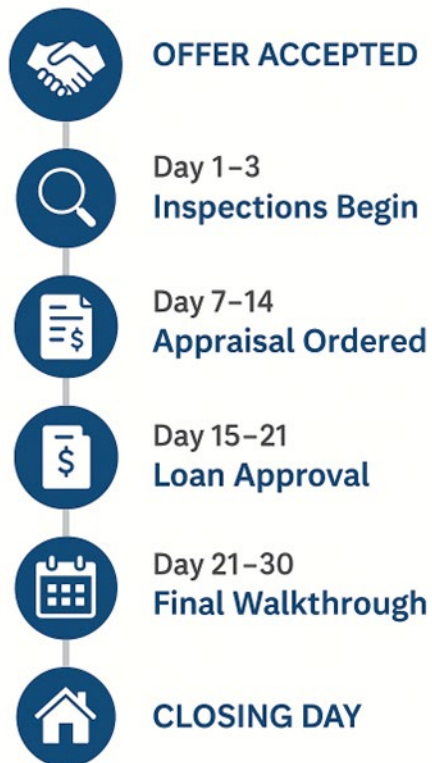 OFFER ACCEPTED
Day 1–3
Inspections Begin
Day 7–14
$
Appraisal Ordered
Day 15–21
$
Loan Approval
Day 21–30
Final Walkthrough
CLOSING DAY